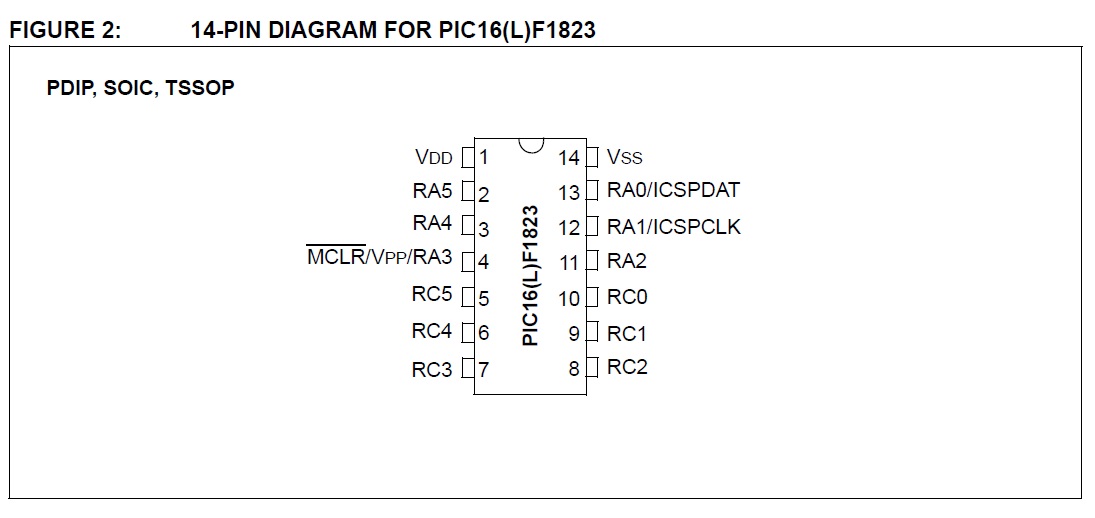 FIGURE 2: 14-PIN DIAGRAM FOR PIC16(L)F1823
PDIP, SOIC, TSSOP
VDD 1 14 VSS
RA5 2 13 RA0/ICSPDAT
RA4 3 12 RA1/ICSPCLK
MCLR/VPP/RA3 4 11 RA2
RC5 5 10 RC0
RC4 6 9 RC1
RC3 7 8 RC2
PIC16(L)F1823